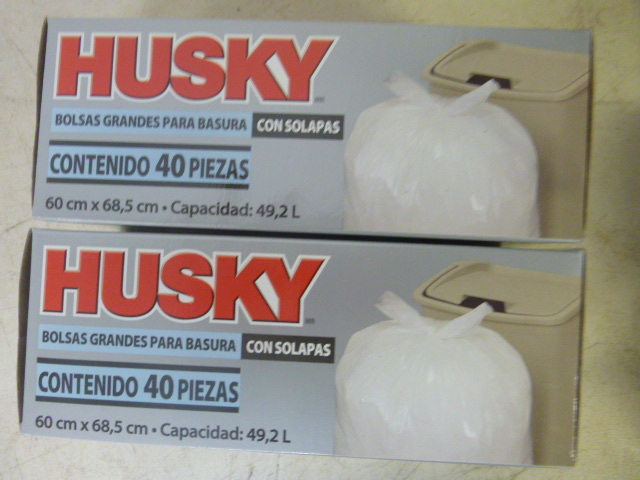 HUSKY
BOLSAS GRANDES PARA BASURA CON SOLAPAS
CONTENIDO 40 PIEZAS
60 cm x 68,5 cm • Capacidad: 49,2 L
HUSKY
BOLSAS GRANDES PARA BASURA CON SOLAPAS
CONTENIDO 40 PIEZAS
60 cm x 68,5 cm • Capacidad: 49,2 L